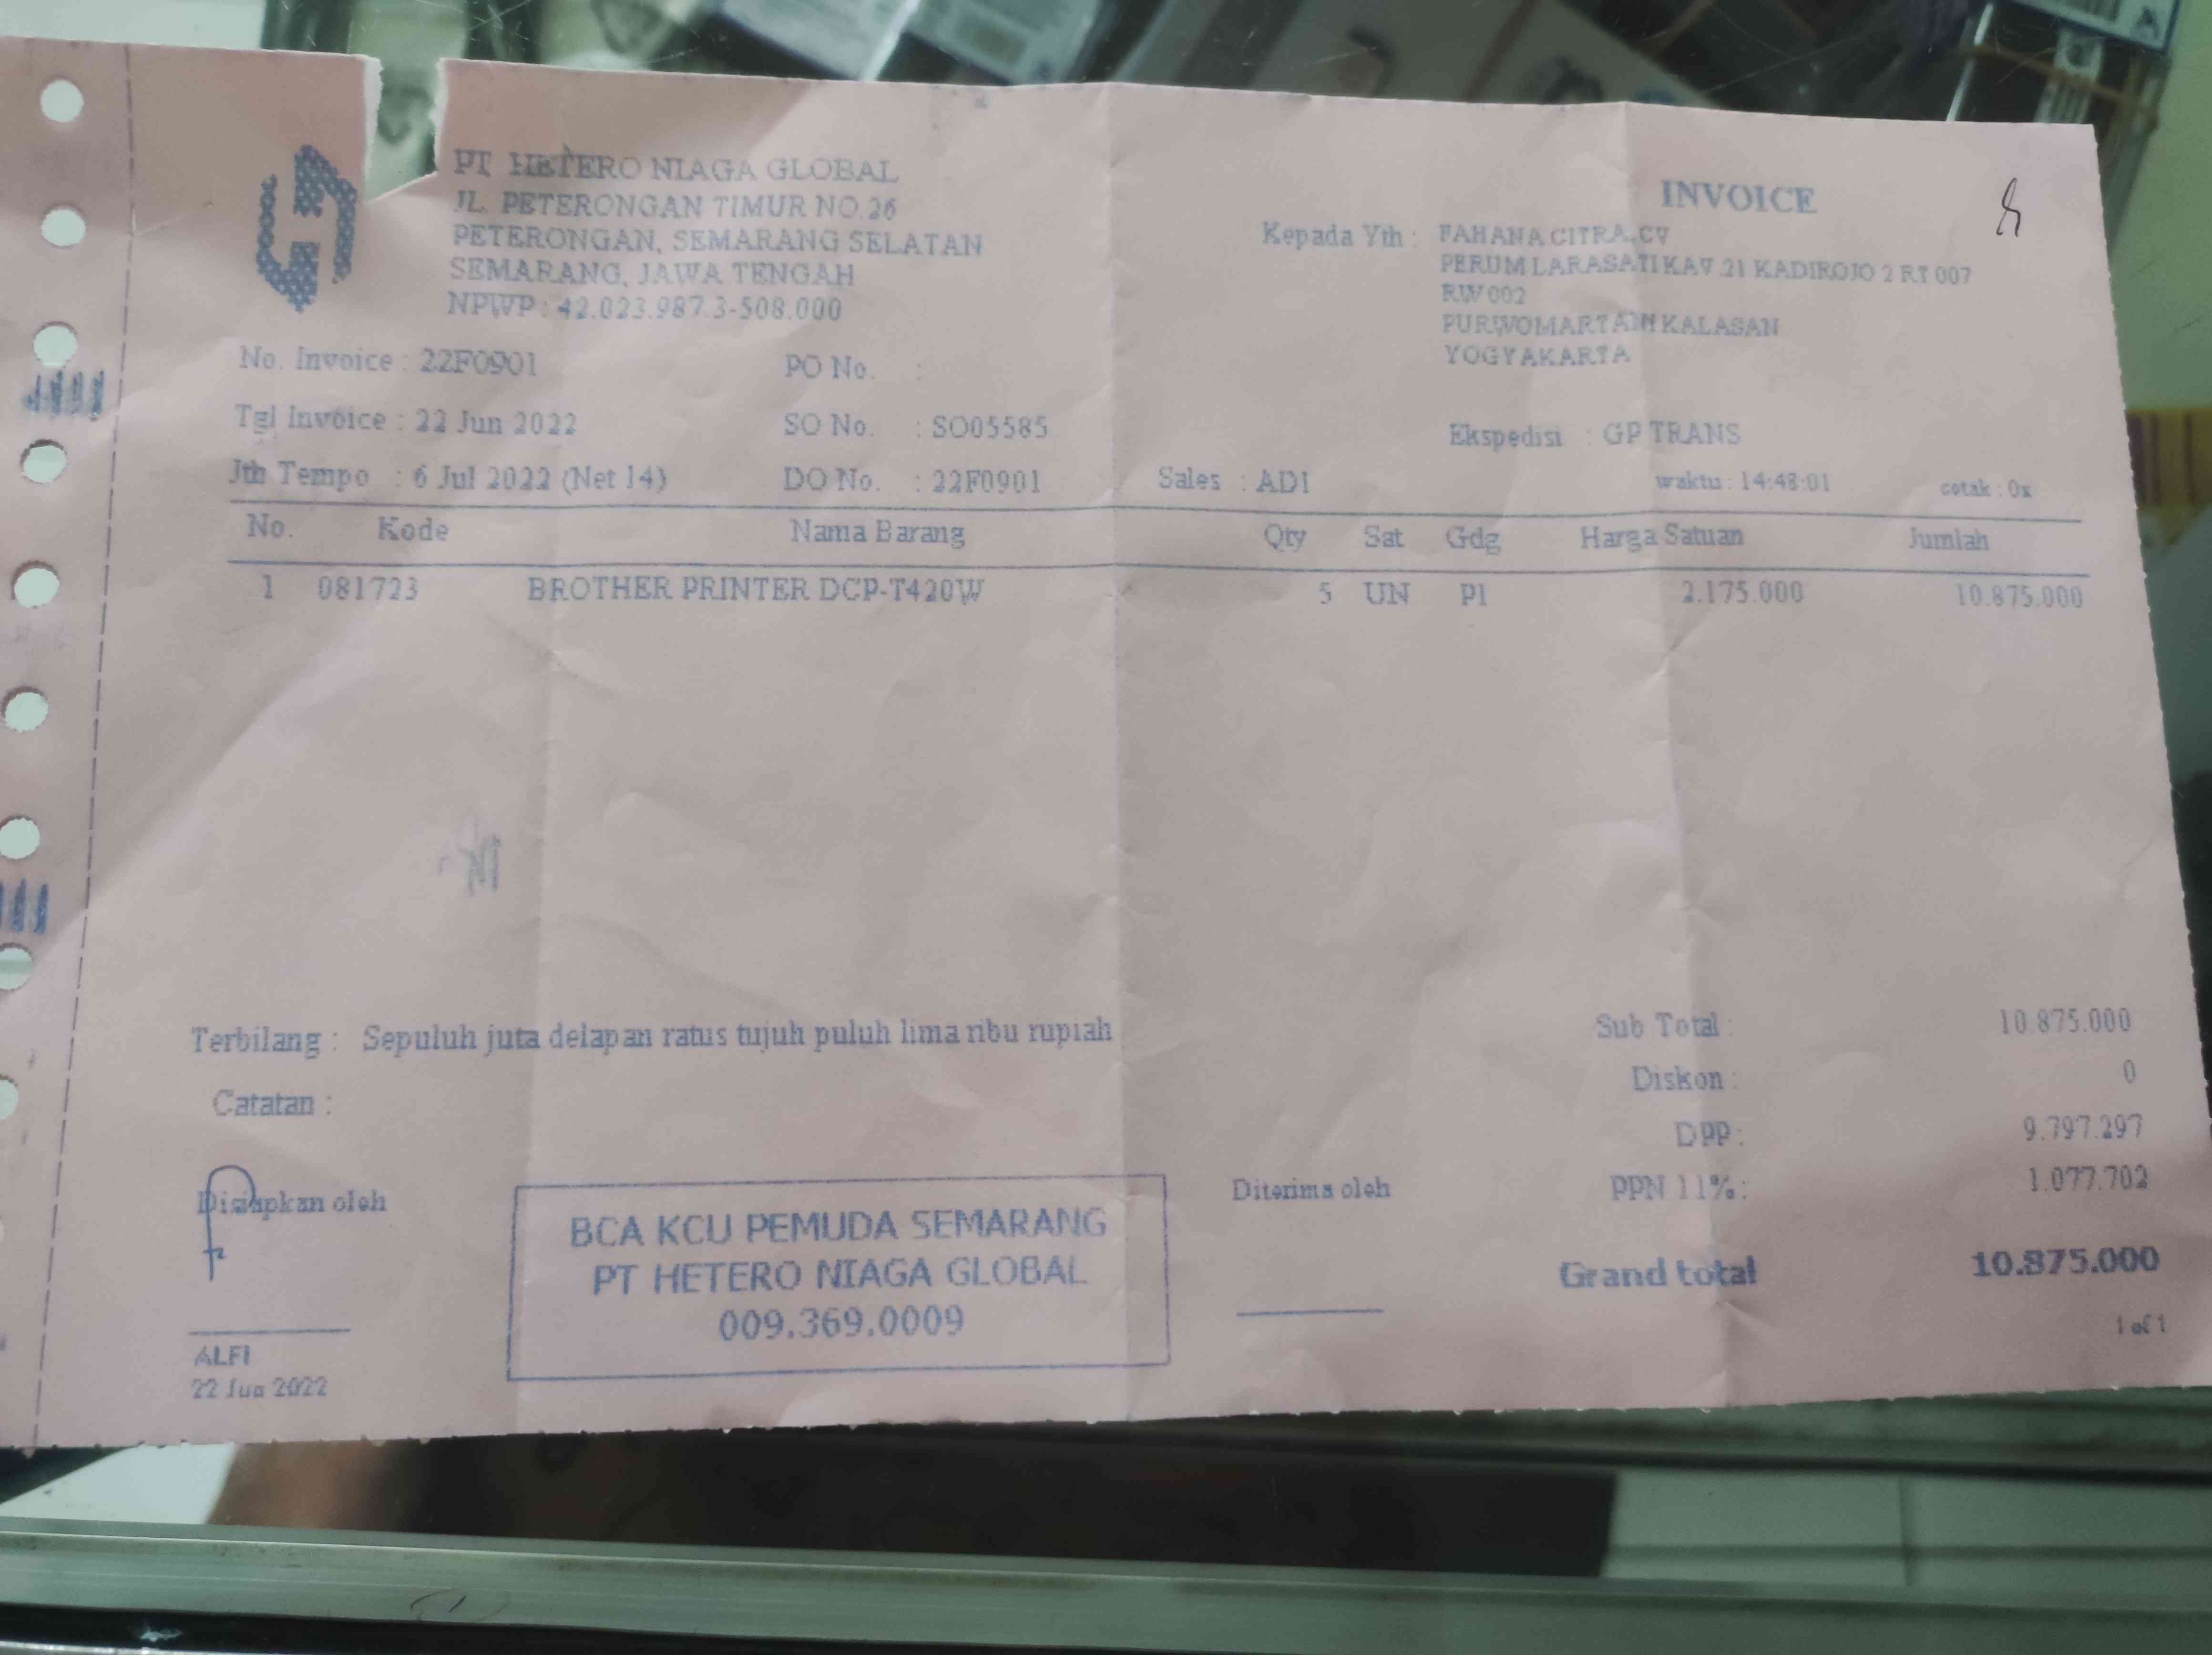 PT HETERO NIAGA GLOBAL
JL. PETERONGAN TIMUR NO.26
PETERONGAN, SEMARANG SELATAN
SEMARANG, JAWA TENGAH
NPWP : 42.023.987.3-508.000
INVOICE
Kepada Yth : FAHANA CITRA,CV
PERUM LARASATI KAV 21 KADIROJO 2 RT 007
RW 002
PURWOMARTANI KALASAN
YOGYAKARTA
No. Invoice : 22F0901 PO No. :
Tgl Invoice : 22 Jun 2022 SO No. : SO05585 Ekspedisi : GP TRANS
Jth Tempo : 6 Jul 2022 (Net 14) DO No. : 22F0901 Sales : ADI waktu : 14:48:01 cetak : 0x
No. Kode Nama Barang Qty Sat Gdg Harga Satuan Jumlah
1 081723 BROTHER PRINTER DCP-T420W 5 UN P1 2.175.000 10.875.000
Terbilang : Sepuluh juta delapan ratus tujuh puluh lima ribu rupiah
Catatan :
Sub Total : 10.875.000
Diskon : 0
DPP : 9.797.297
PPN 11% : 1.077.702
Grand total 10.875.000
1 of 1
Disiapkan oleh
ALFI
22 Jun 2022
BCA KCU PEMUDA SEMARANG
PT HETERO NIAGA GLOBAL
009.369.0009
Diterima oleh